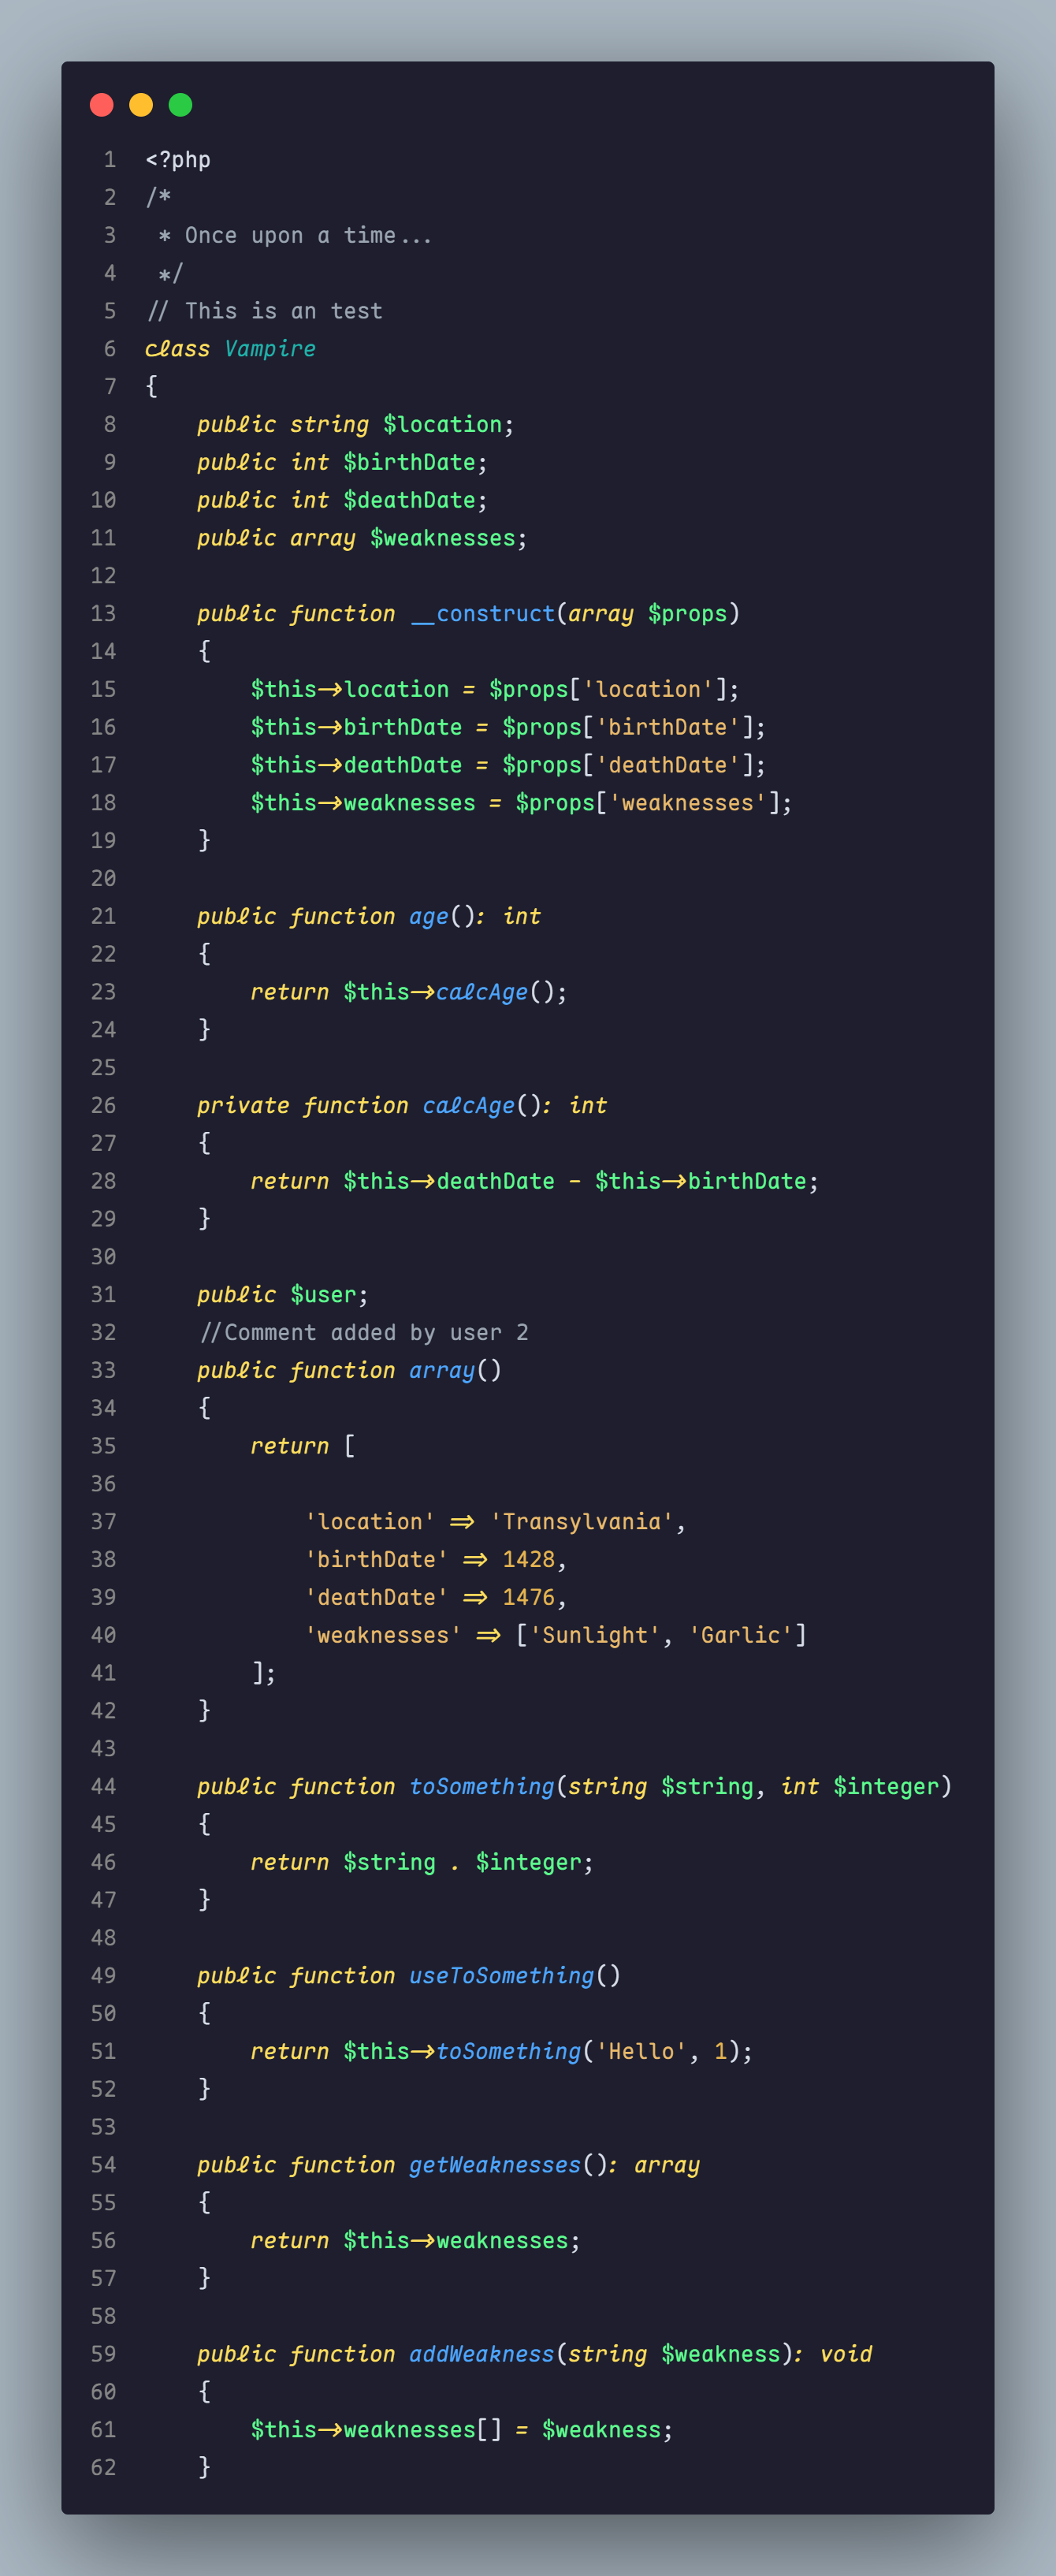 1 <?php
2 /*
3  * Once upon a time...
4  */
5 // This is an test
6 class Vampire
7 {
8     public string $location;
9     public int $birthDate;
10     public int $deathDate;
11     public array $weaknesses;
12
13     public function __construct(array $props)
14     {
15         $this->location = $props['location'];
16         $this->birthDate = $props['birthDate'];
17         $this->deathDate = $props['deathDate'];
18         $this->weaknesses = $props['weaknesses'];
19     }
20
21     public function age(): int
22     {
23         return $this->calcAge();
24     }
25
26     private function calcAge(): int
27     {
28         return $this->deathDate - $this->birthDate;
29     }
30
31     public $user;
32     //Comment added by user 2
33     public function array()
34     {
35         return [
36
37             'location' => 'Transylvania',
38             'birthDate' => 1428,
39             'deathDate' => 1476,
40             'weaknesses' => ['Sunlight', 'Garlic']
41         ];
42     }
43
44     public function toSomething(string $string, int $integer)
45     {
46         return $string . $integer;
47     }
48
49     public function useToSomething()
50     {
51         return $this->toSomething('Hello', 1);
52     }
53
54     public function getWeaknesses(): array
55     {
56         return $this->weaknesses;
57     }
58
59     public function addWeakness(string $weakness): void
60     {
61         $this->weaknesses[] = $weakness;
62     }